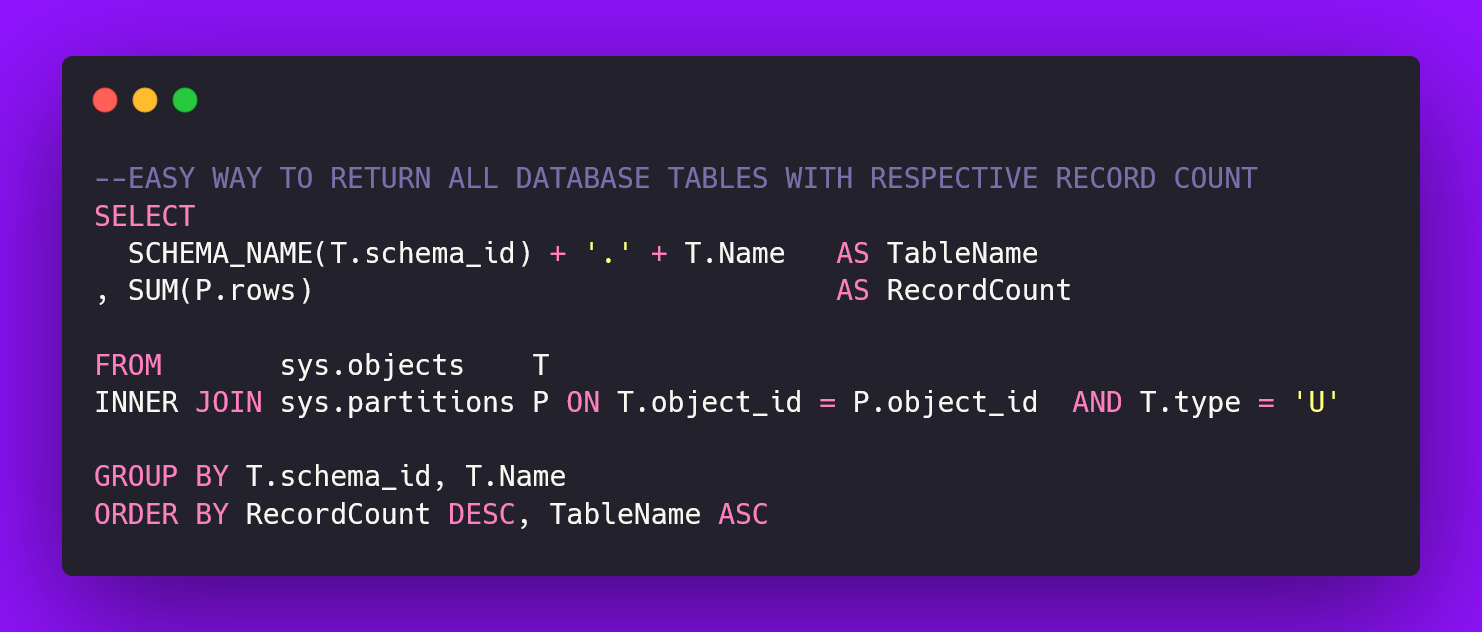 --EASY WAY TO RETURN ALL DATABASE TABLES WITH RESPECTIVE RECORD COUNT
SELECT
  SCHEMA_NAME(T.schema_id) + '.' + T.Name   AS TableName
, SUM(P.rows)                               AS RecordCount

FROM       sys.objects    T
INNER JOIN sys.partitions P ON T.object_id = P.object_id  AND T.type = 'U'

GROUP BY T.schema_id, T.Name
ORDER BY RecordCount DESC, TableName ASC